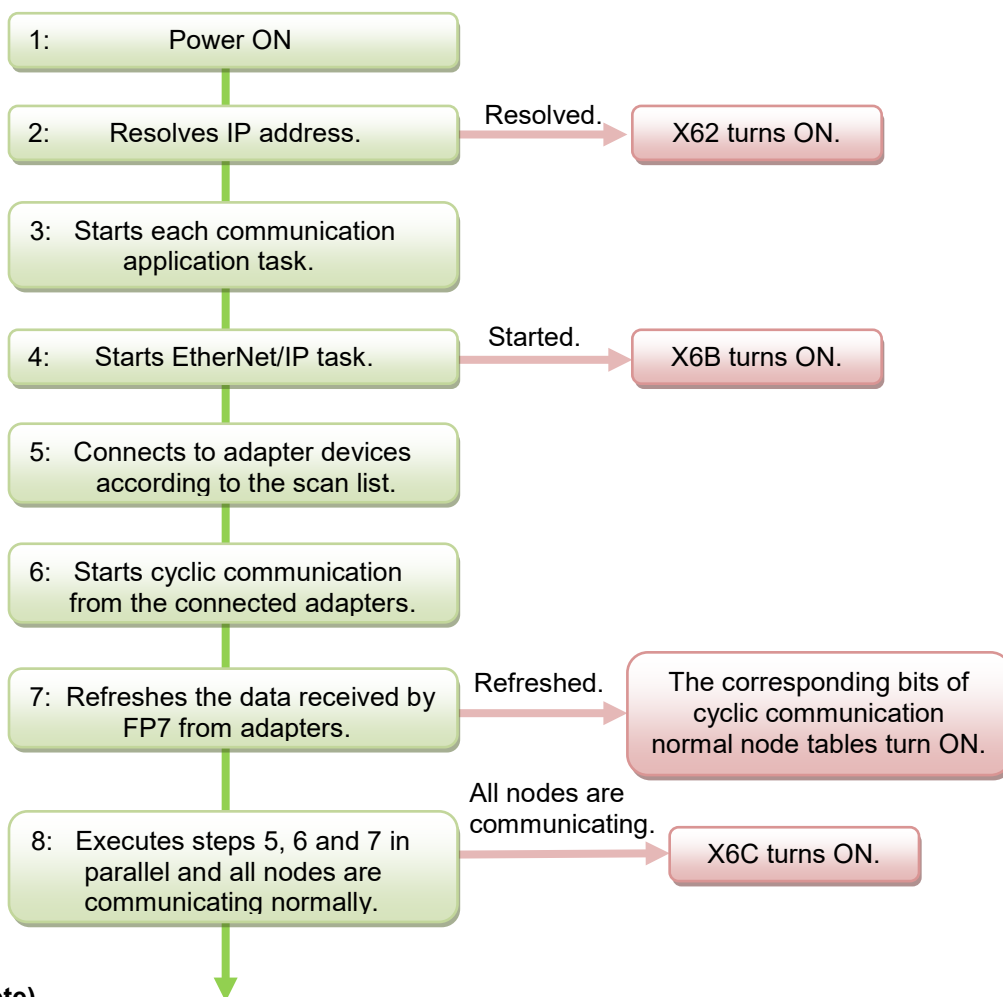 1: Power ON
2: Resolves IP address.
Resolved.
X62 turns ON.
3: Starts each communication
application task.
4: Starts EtherNet/IP task.
Started.
X6B turns ON.
5: Connects to adapter devices
according to the scan list.
6: Starts cyclic communication
from the connected adapters.
7: Refreshes the data received by
FP7 from adapters.
Refreshed.
The corresponding bits of
cyclic communication
normal node tables turn ON.
8: Executes steps 5, 6 and 7 in
parallel and all nodes are
communicating normally.
All nodes are
communicating.
X6C turns ON.